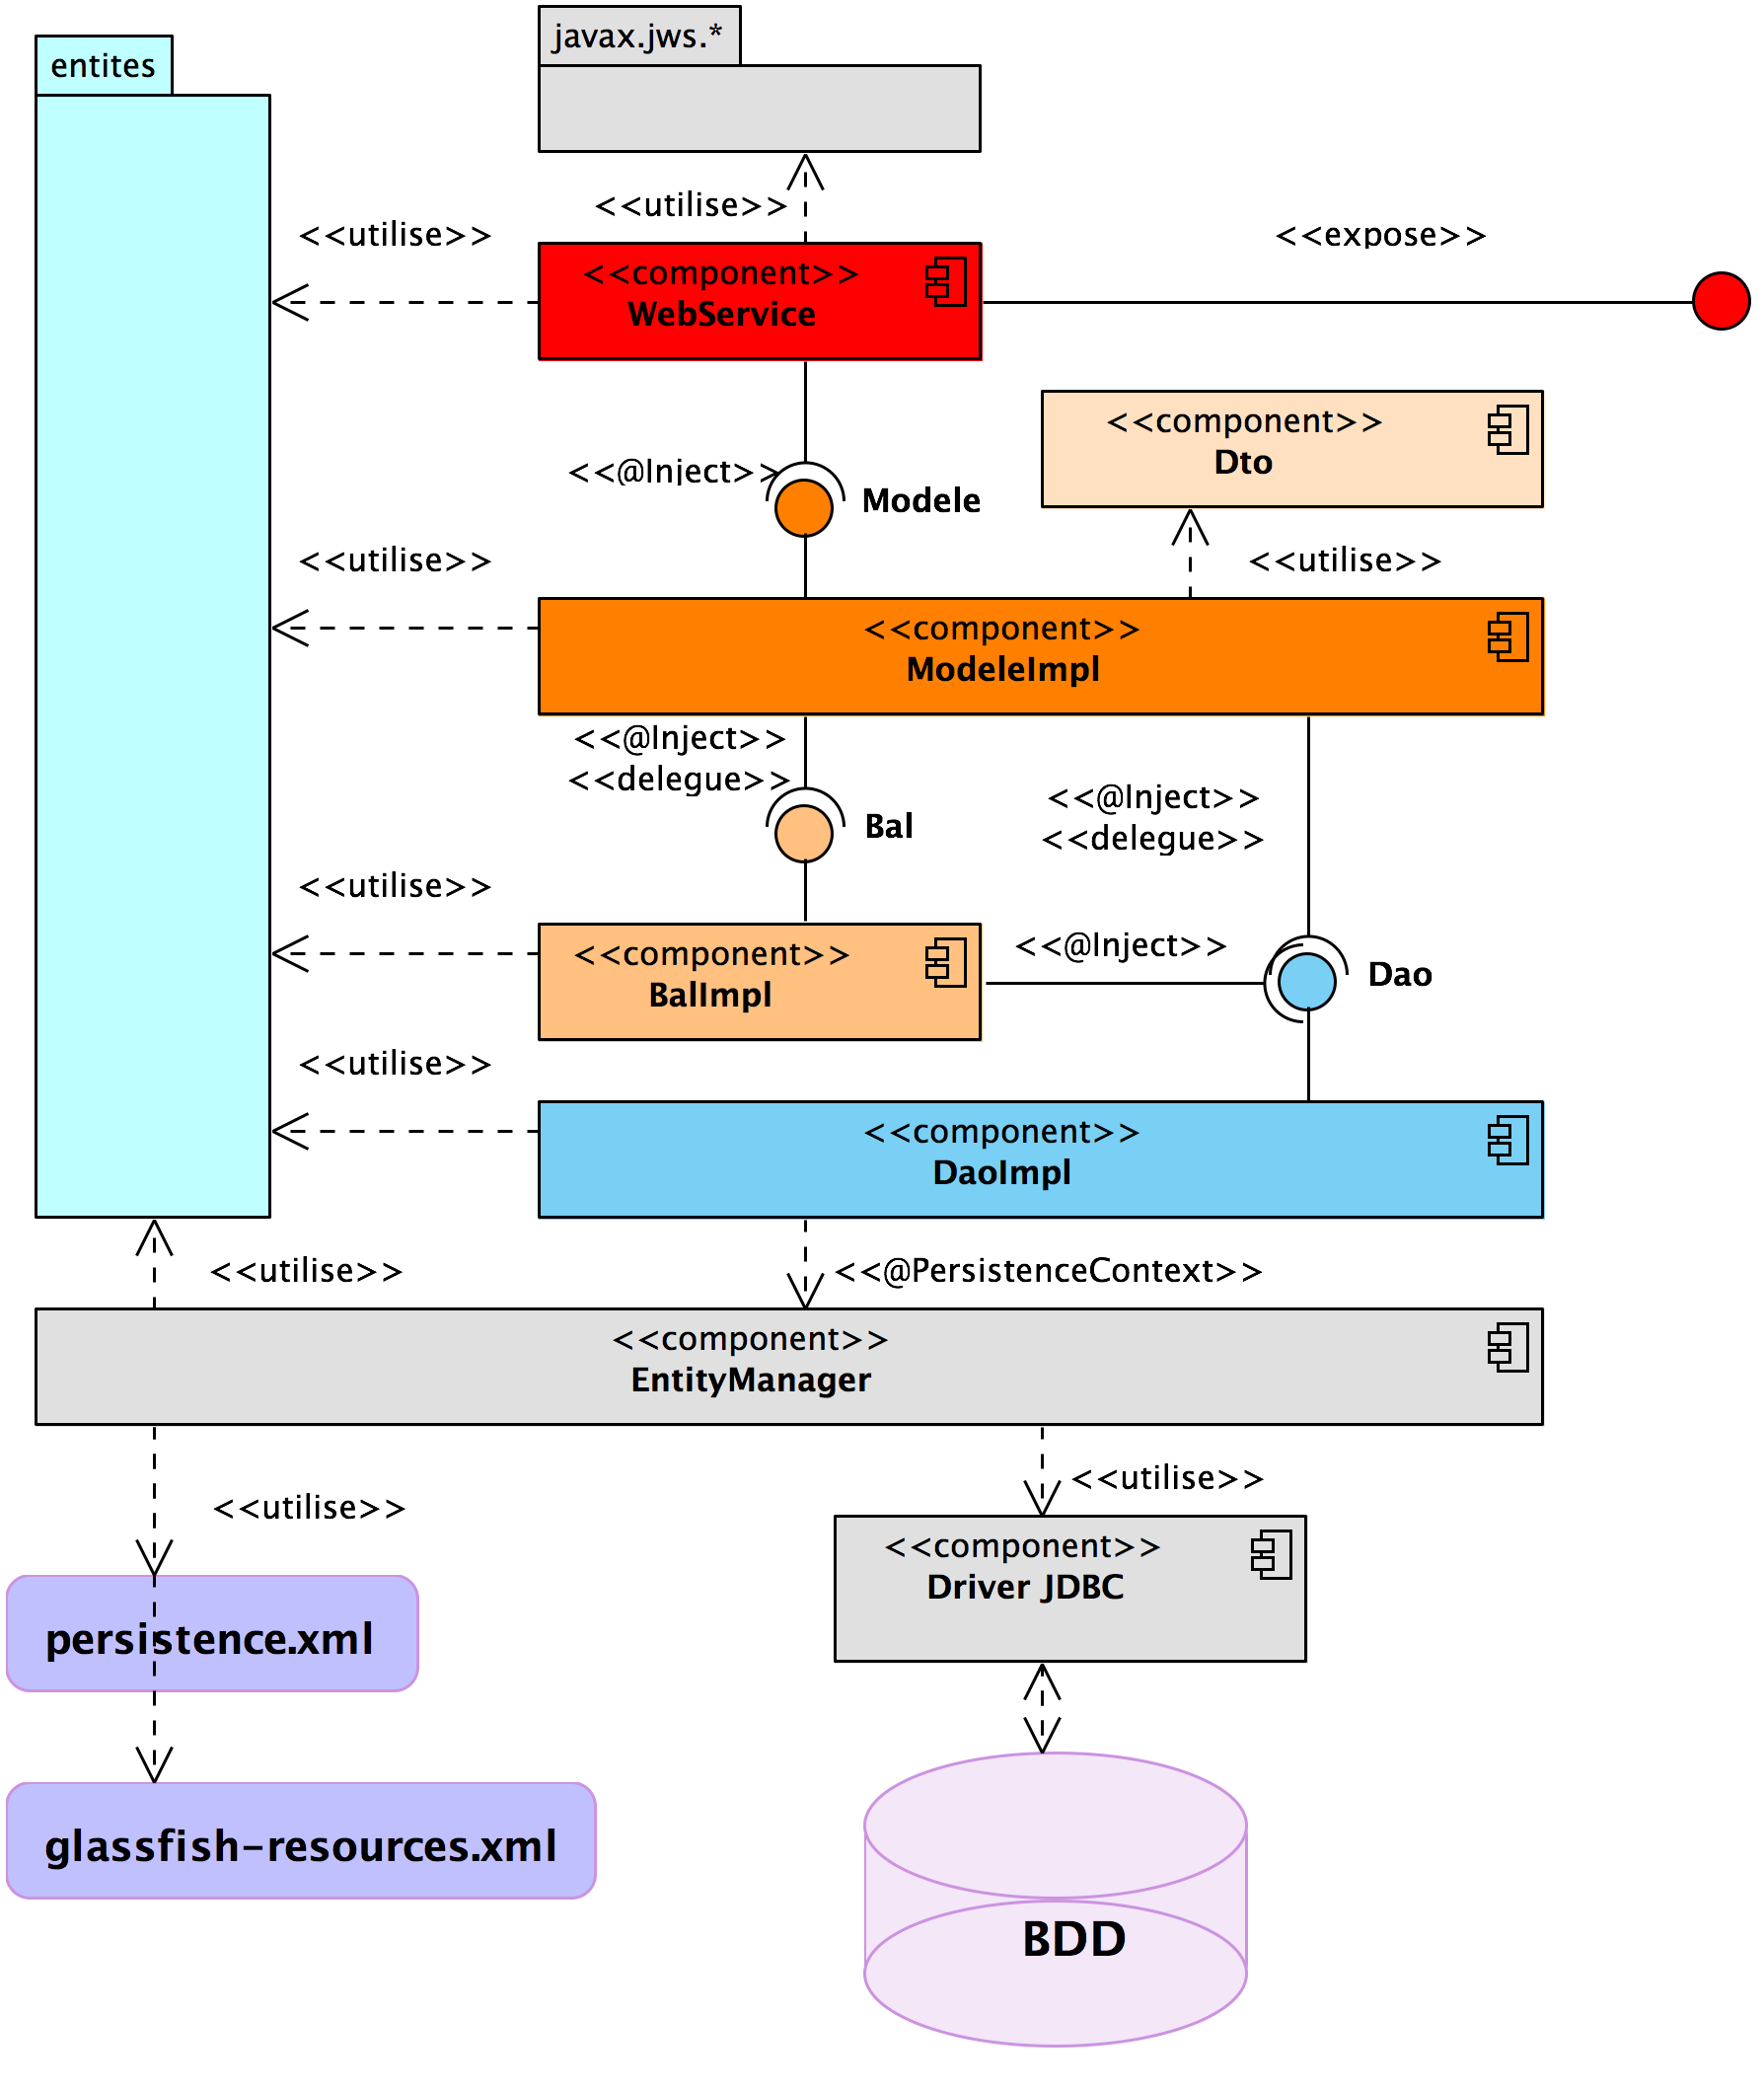 javax.jws.*
entites
<<utilise>>
<<utilise>>
<<expose>>
<<component>>
WebService
<<component>>
Dto
<<@Inject>>
Modele
<<utilise>>
<<utilise>>
<<component>>
ModeleImpl
<<@Inject>>
<<delegue>>
<<@Inject>>
<<delegue>>
Bal
<<utilise>>
<<component>>
BalImpl
<<@Inject>>
Dao
<<utilise>>
<<component>>
DaoImpl
<<utilise>>
<<@PersistenceContext>>
<<component>>
EntityManager
<<utilise>>
<<utilise>>
<<component>>
Driver JDBC
persistence.xml
glassfish-resources.xml
BDD